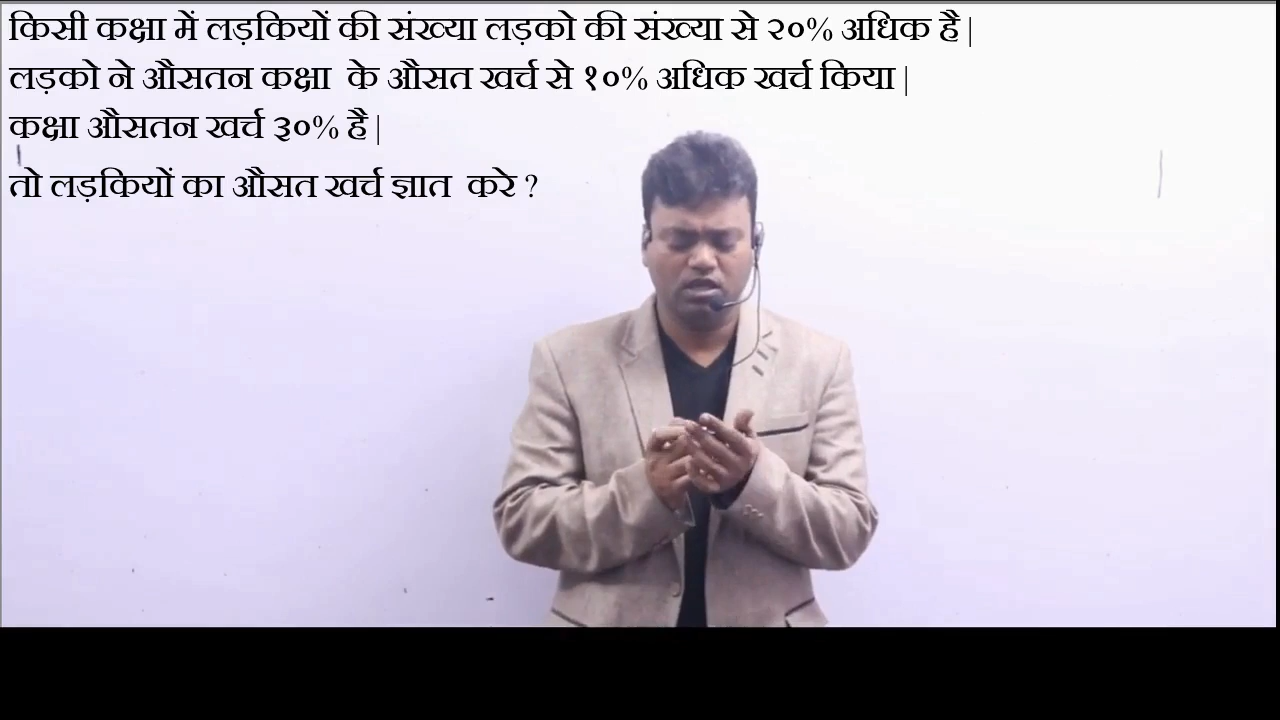 किसी कक्षा में लड़कियों की संख्या लड़को की संख्या से २०% अधिक है |
लड़को ने औसतन कक्षा के औसत खर्च से १०% अधिक खर्च किया |
कक्षा औसतन खर्च ३०% है |
तो लड़कियों का औसत खर्च ज्ञात करे ?